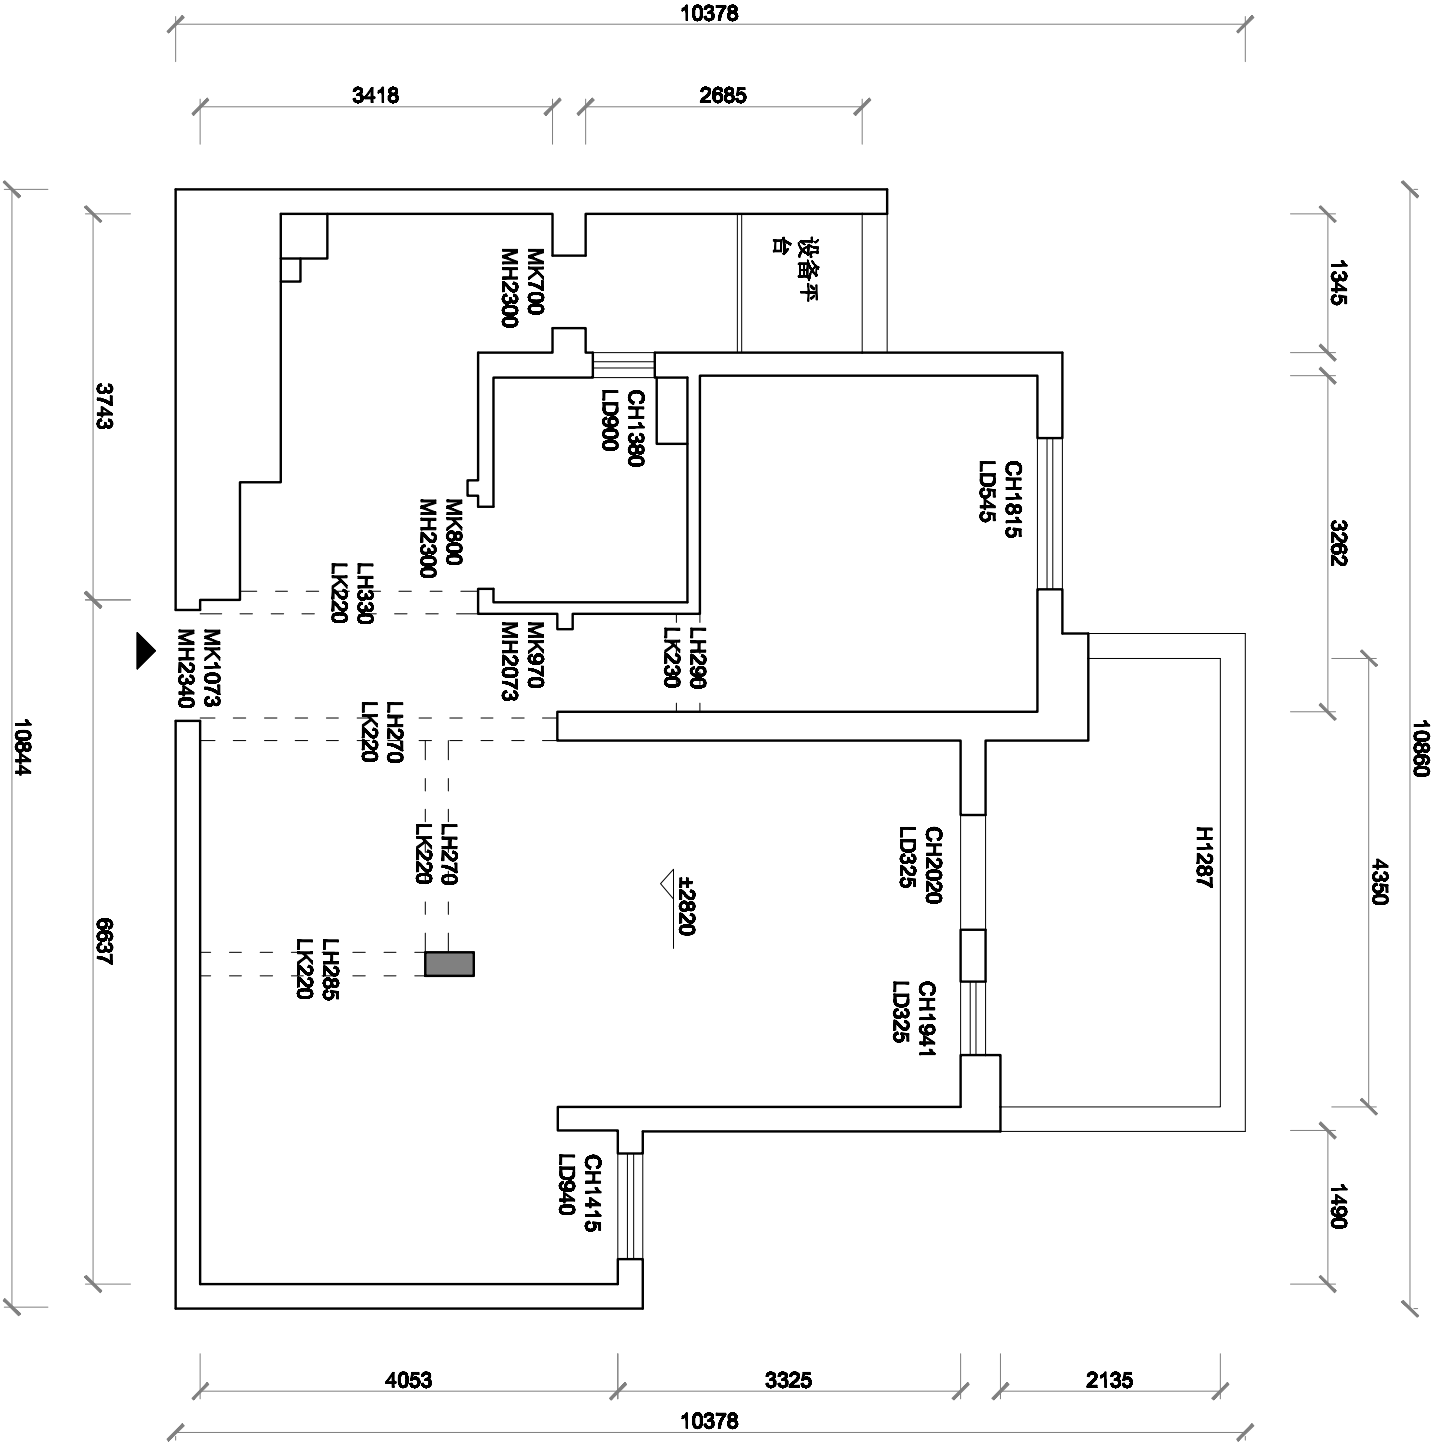 10378
3418
2685
设备平
台
MK700
MH2300
1345
10844
3743
CH1380
LD900
CH1815
LD545
MK800
MH2300
3262
LH330
LK220
MK1073
MH2340
MK970
MH2073
LH290
LK230
LH270
LK220
10860
LH270
LK220
±2820
CH2020
LD325
H1287
4350
6637
LH285
LK220
CH1941
LD325
CH1415
LD940
1490
4053
3325
2135
10378